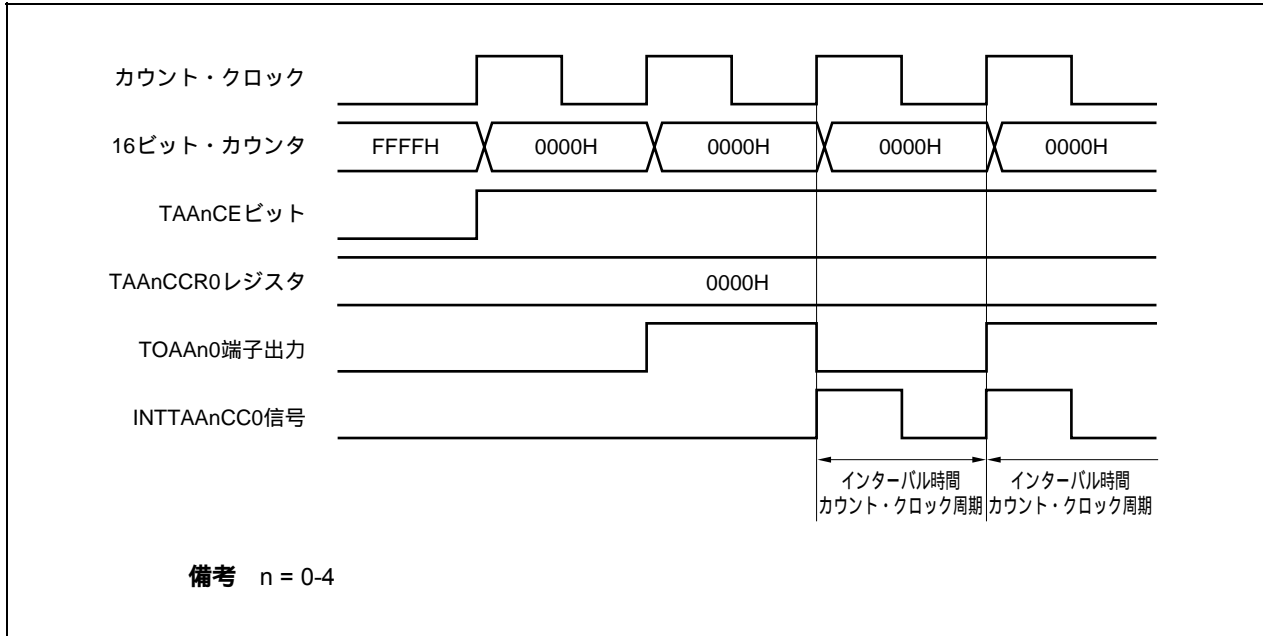 カウント・クロック
16ビット・カウンタ FFFFH 0000H 0000H 0000H 0000H
TAAnCEビット
TAAnCCR0レジスタ 0000H
TOAAn0端子出力
INTTAAnCC0信号
インターバル時間 インターバル時間
カウント・クロック周期 カウント・クロック周期
備考 n = 0-4